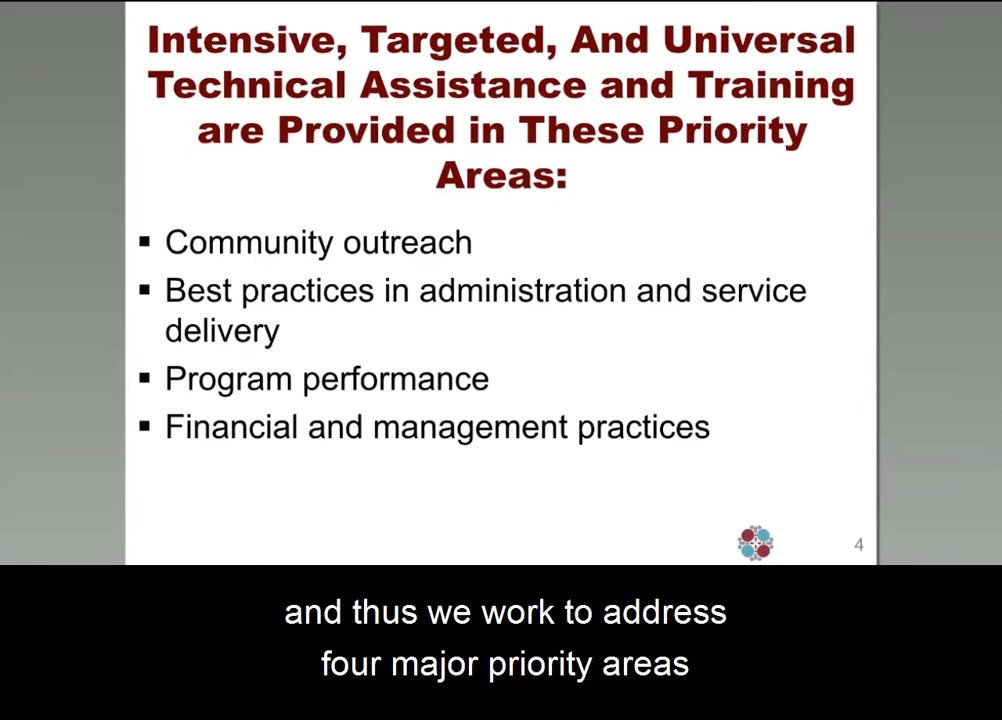 Intensive, Targeted, And Universal
Technical Assistance and Training
are Provided in These Priority
Areas:
▪ Community outreach
▪ Best practices in administration and service
delivery
▪ Program performance
▪ Financial and management practices
4
and thus we work to address
four major priority areas